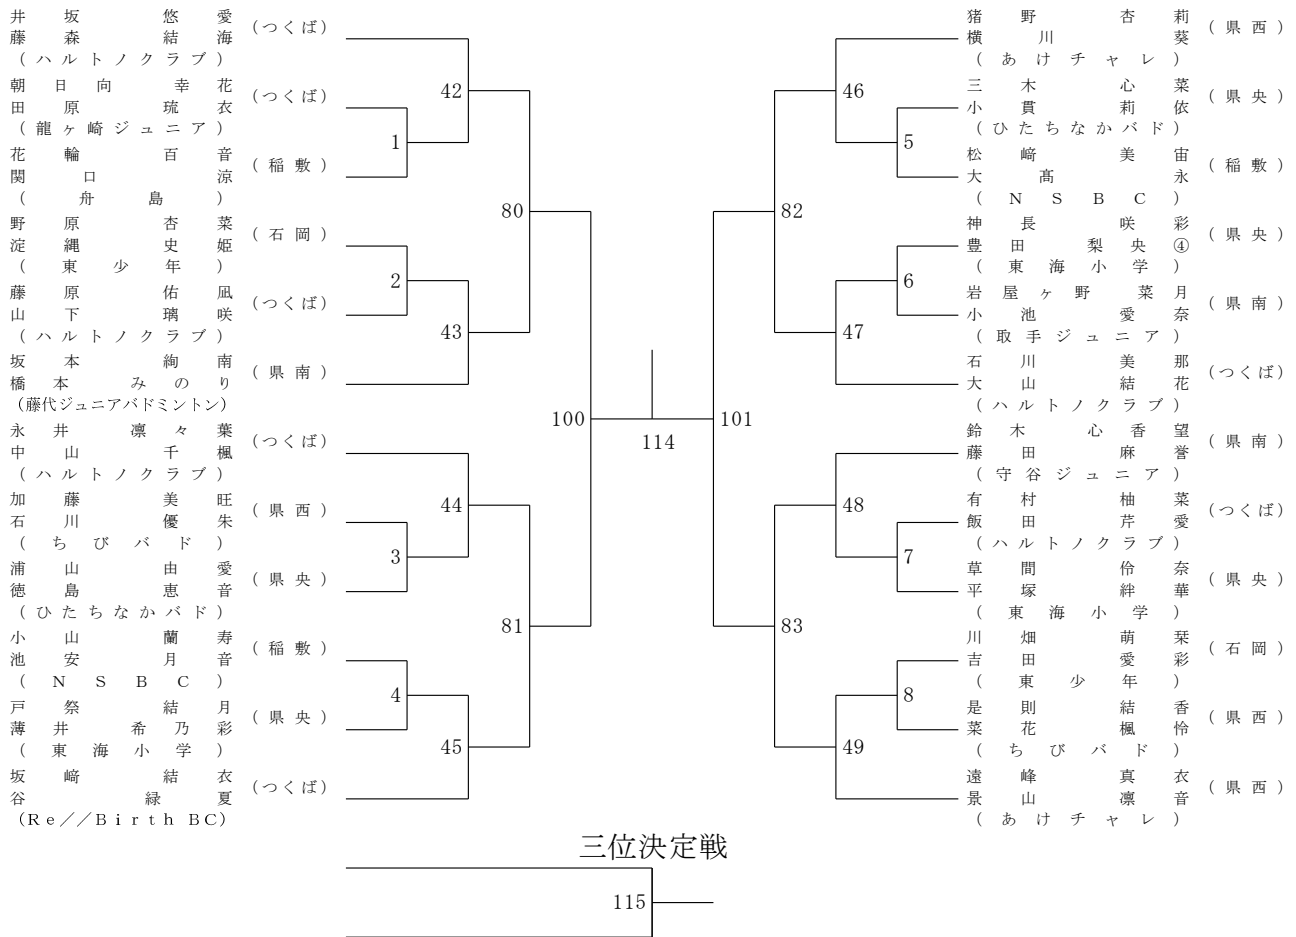 井坂 悠愛
藤森 結海
(ハルトノクラブ)
(つくば)
朝日向 幸花
田原 琉衣
(龍ヶ崎ジュニア)
(つくば)
花輪 百音
関口 涼
(舟島)
(稲敷)
野原 杏菜
淀縄 史姫
(東少年)
(石岡)
藤原 佑凪
山下 璃咲
(ハルトノクラブ)
(つくば)
坂本 絢南
橋本 みのり
(藤代ジュニアバドミントン)
(県南)
永井 凛々葉
中山 千楓
(ハルトノクラブ)
(つくば)
加藤 美旺
石川 優朱
(ちびバド)
(県西)
浦山 由愛
徳島 恵音
(ひたちなかバド)
(県央)
小山 蘭寿
池安 月音
(NSBC)
(稲敷)
戸祭 結月
薄井 希乃彩
(東海小学)
(県央)
坂﨑 結衣
谷 緑夏
(Re//Birth BC)
(つくば)
42
1
80
2
43
100
44
3
81
4
45
114
101
46
5
82
6
47
48
7
83
8
49
猪野 杏莉
横川 葵
(あけチャレ)
(県西)
三木 心菜
小貫 莉依
(ひたちなかバド)
(県央)
松﨑 美宙
大髙 永
(NSBC)
(稲敷)
神長 咲彩
豊田 梨央④
(東海小学)
(県央)
岩屋ヶ野 菜月
小池 愛奈
(取手ジュニア)
(県南)
石川 美那
大山 結花
(ハルトノクラブ)
(つくば)
鈴木 心香望
藤田 麻誉
(守谷ジュニア)
(県南)
有村 柚菜
飯田 芹愛
(ハルトノクラブ)
(つくば)
草間 伶奈
平塚 絆華
(東海小学)
(県央)
川畑 萌栞
吉田 愛彩
(東少年)
(石岡)
是則 結香
菜花 楓怜
(ちびバド)
(県西)
遠峰 真衣
景山 凛音
(あけチャレ)
(県西)
三位決定戦
115